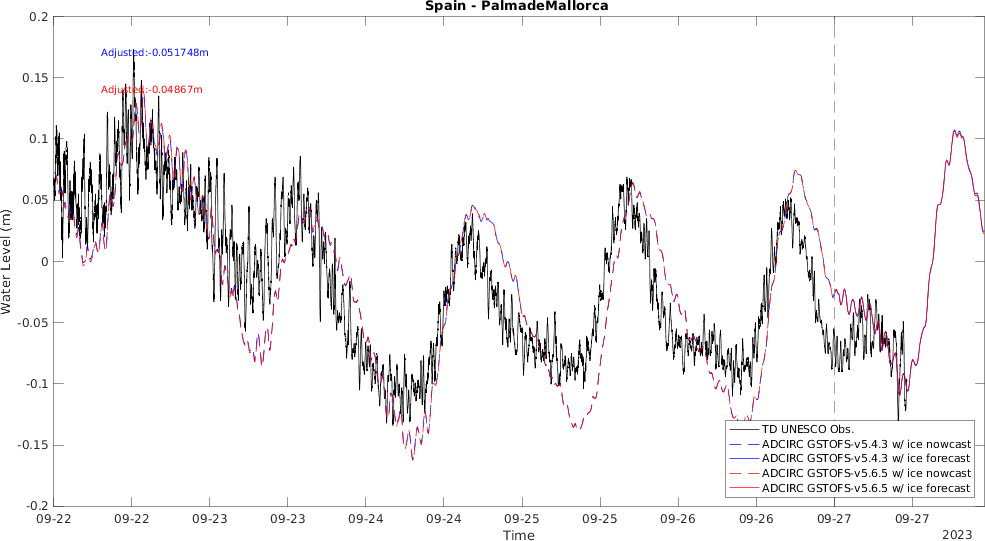 Spain - PalmadeMallorca
0.2
0.15
0.1
0.05
0
-0.05
-0.1
-0.15
-0.2
Water Level (m)
Adjusted:-0.051748m
Adjusted:-0.04867m
TD UNESCO Obs.
ADCIRC GSTOFS-v5.4.3 w/ ice nowcast
ADCIRC GSTOFS-v5.4.3 w/ ice forecast
ADCIRC GSTOFS-v5.6.5 w/ ice nowcast
ADCIRC GSTOFS-v5.6.5 w/ ice forecast
09-22 09-22 09-23 09-23 09-24 09-24 09-25 09-25 09-26 09-26 09-27 09-27
Time
2023